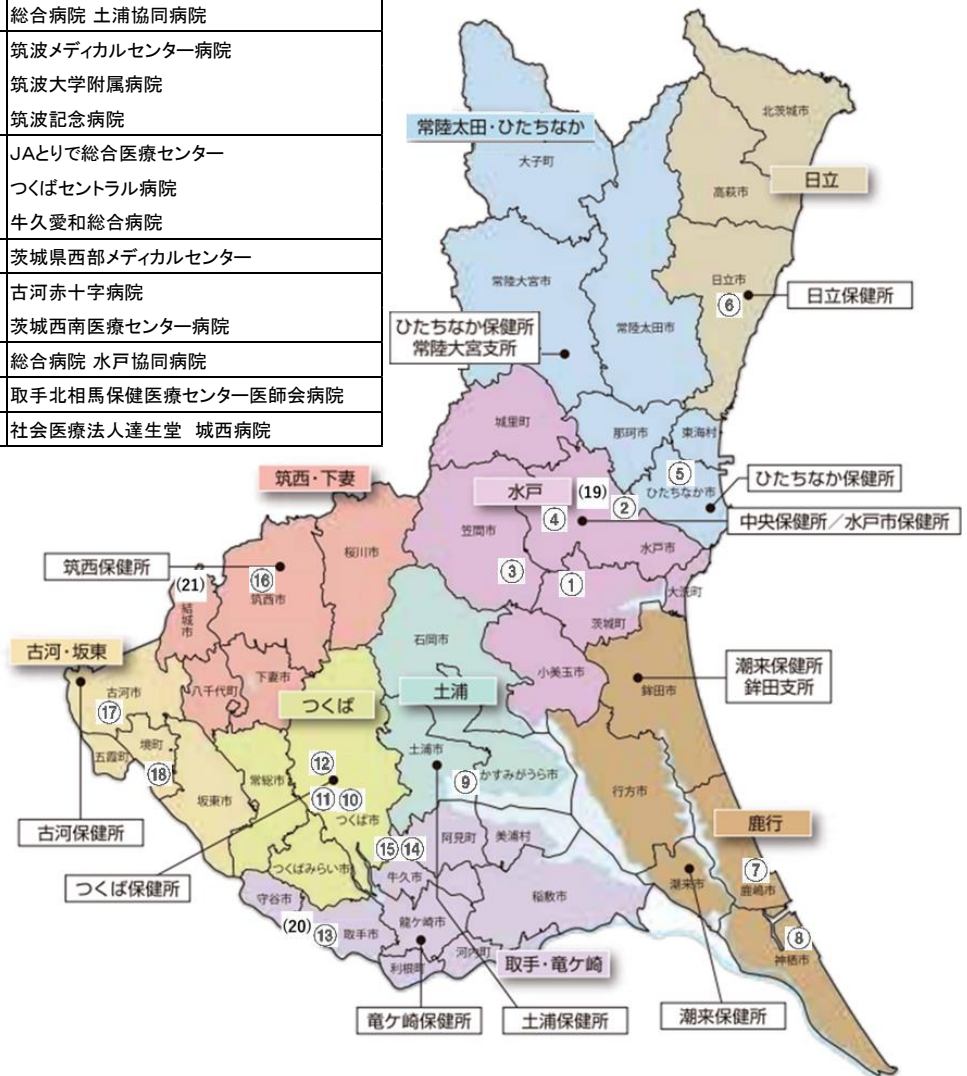 総合病院 土浦協同病院
筑波メディカルセンター病院
筑波大学附属病院
筑波記念病院
JAとりで総合医療センター
つくばセントラル病院
牛久愛和総合病院
茨城県西部メディカルセンター
古河赤十字病院
茨城西南医療センター病院
総合病院 水戸協同病院
取手北相馬保健医療センター医師会病院
社会医療法人達生堂 城西病院
北茨城市
常陸太田・ひたちなか
大子町
日立
高萩市
常陸大宮市
日立市
⑥
日立保健所
ひたちなか保健所
常陸大宮支所
常陸太田市
城里町
那珂市
東海村
⑤
ひたちなか市
ひたちなか保健所
筑西・下妻
水戸
(19)
②
④
中央保健所/水戸市保健所
笠間市
桜川市
水戸市
筑西保健所
⑯
筑西市
(21)
結城市
③
①
大洗町
茨城町
石岡市
古河・坂東
小美玉市
潮来保健所
鉾田支所
鉾田市
古河市
八千代町
下妻市
つくば
土浦
⑰
境町
五霞町
⑱
土浦市
⑫
⑨
かすみがうら市
常総市
坂東市
⑪
⑩
つくば市
行方市
鹿行
古河保健所
つくば保健所
⑮
⑭
阿見町
美浦村
つくばみらい市
牛久市
⑦
鹿嶋市
潮来市
守谷市
稲敷市
(20)
⑬
取手市
龍ケ崎市
⑧
神栖市
河内町
利根町
取手・竜ケ崎
竜ケ崎保健所
土浦保健所
潮来保健所